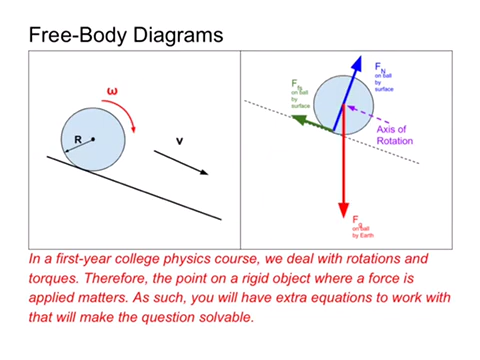 Free-Body Diagrams
ω
R
v
F_N
on ball
by
surface
F_fs
on ball
by
surface
Axis of
Rotation
F_g
on ball
by Earth
In a first-year college physics course, we deal with rotations and
torques. Therefore, the point on a rigid object where a force is
applied matters. As such, you will have extra equations to work with
that will make the question solvable.